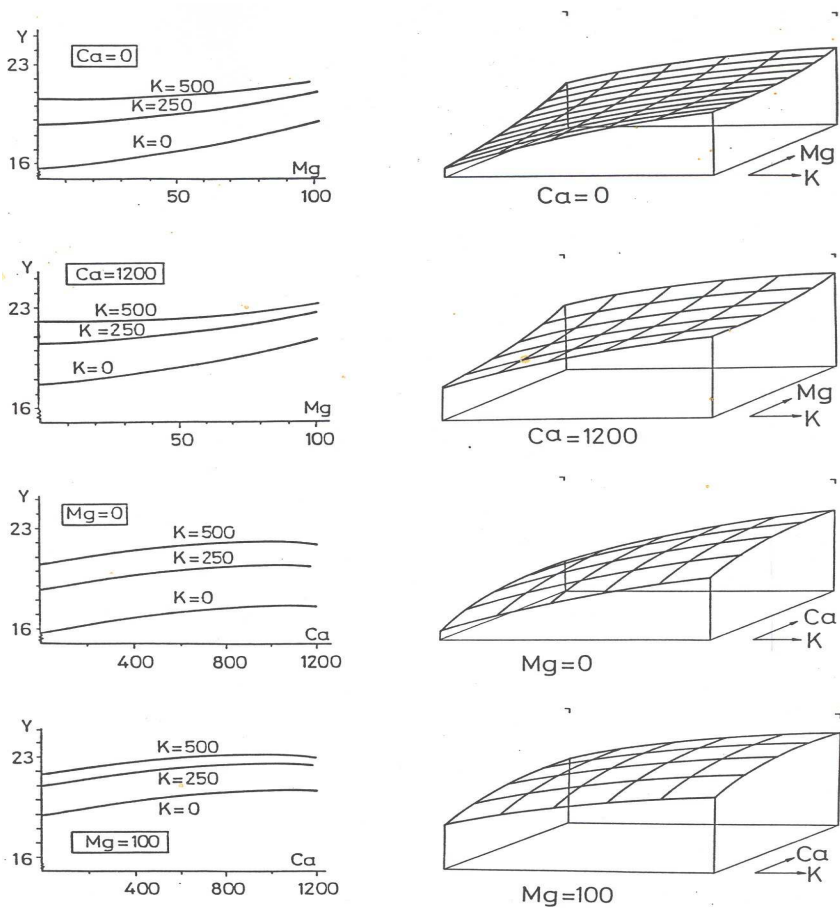 Y
23
16
Ca=0
K=500
K=250
K=0
Mg
50 100
Mg
K
Ca=0
Y
23
16
Ca=1200
K=500
K=250
K=0
Mg
50 100
Mg
K
Ca=1200
Y
23
16
Mg=0
K=500
K=250
K=0
Ca
400 800 1200
Ca
K
Mg=0
Y
23
16
K=500
K=250
K=0
Mg=100
Ca
400 800 1200
Ca
K
Mg=100